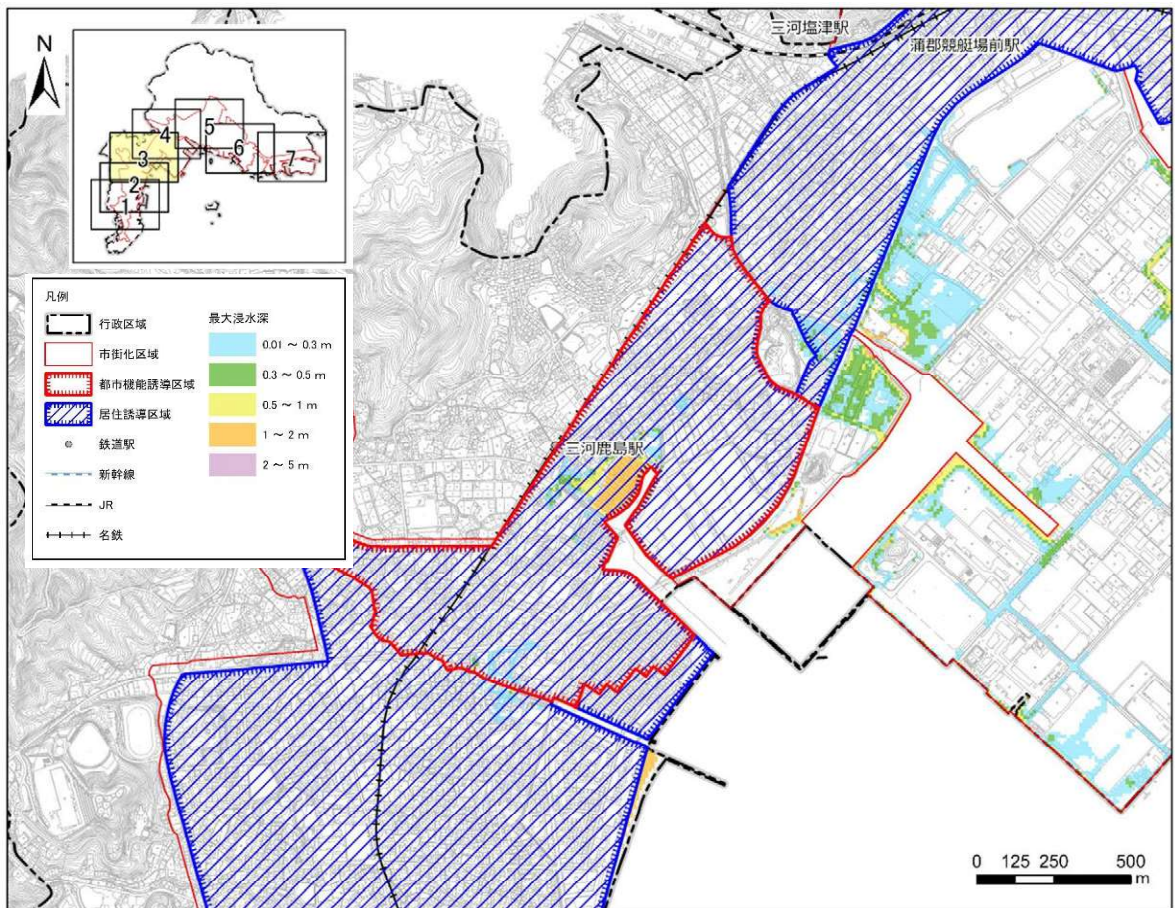 三河塩津駅
蒲郡競艇場前駅
N
5
4
6
7
3
2
1
凡例
行政区域
市街化区域
都市機能誘導区域
居住誘導区域
鉄道駅
新幹線
JR
名鉄
最大浸水深
0.01 ～ 0.3 m
0.3 ～ 0.5 m
0.5 ～ 1 m
1 ～ 2 m
2 ～ 5 m
三河鹿島駅
0 125 250 500
m